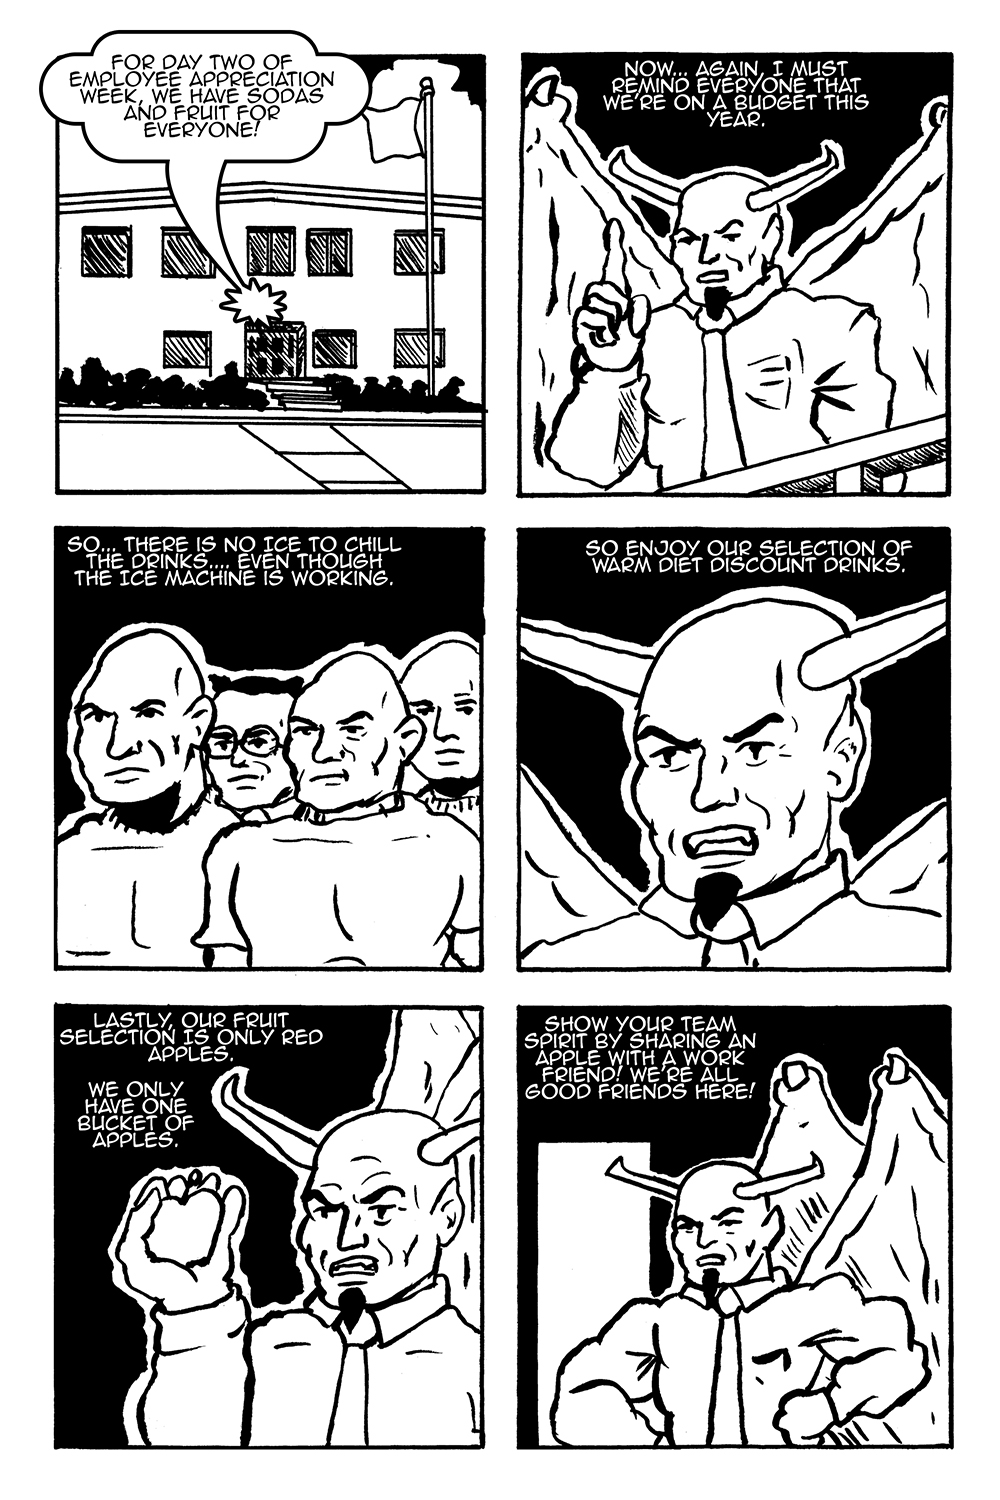 FOR DAY TWO OF
EMPLOYEE APPRECIATION
WEEK, WE HAVE SODAS
AND FRUIT FOR
EVERYONE!
NOW... AGAIN, I MUST
REMIND EVERYONE THAT
WE'RE ON A BUDGET THIS
YEAR.
SO... THERE IS NO ICE TO CHILL
THE DRINKS.... EVEN THOUGH
THE ICE MACHINE IS WORKING.
SO ENJOY OUR SELECTION OF
WARM DIET DISCOUNT DRINKS.
LASTLY, OUR FRUIT
SELECTION IS ONLY RED
APPLES.
WE ONLY
HAVE ONE
BUCKET OF
APPLES.
SHOW YOUR TEAM
SPIRIT BY SHARING AN
APPLE WITH A WORK
FRIEND! WE'RE ALL
GOOD FRIENDS HERE!